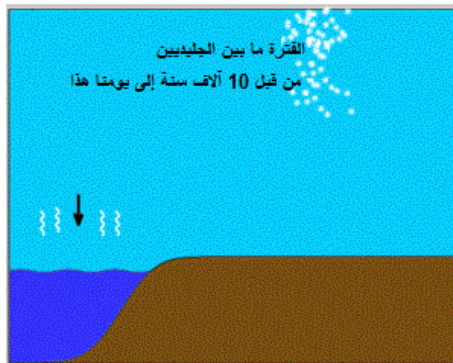 الفترة ما بين الجليديين
من قبل 10 آلاف سنة إلى يومنا هذا